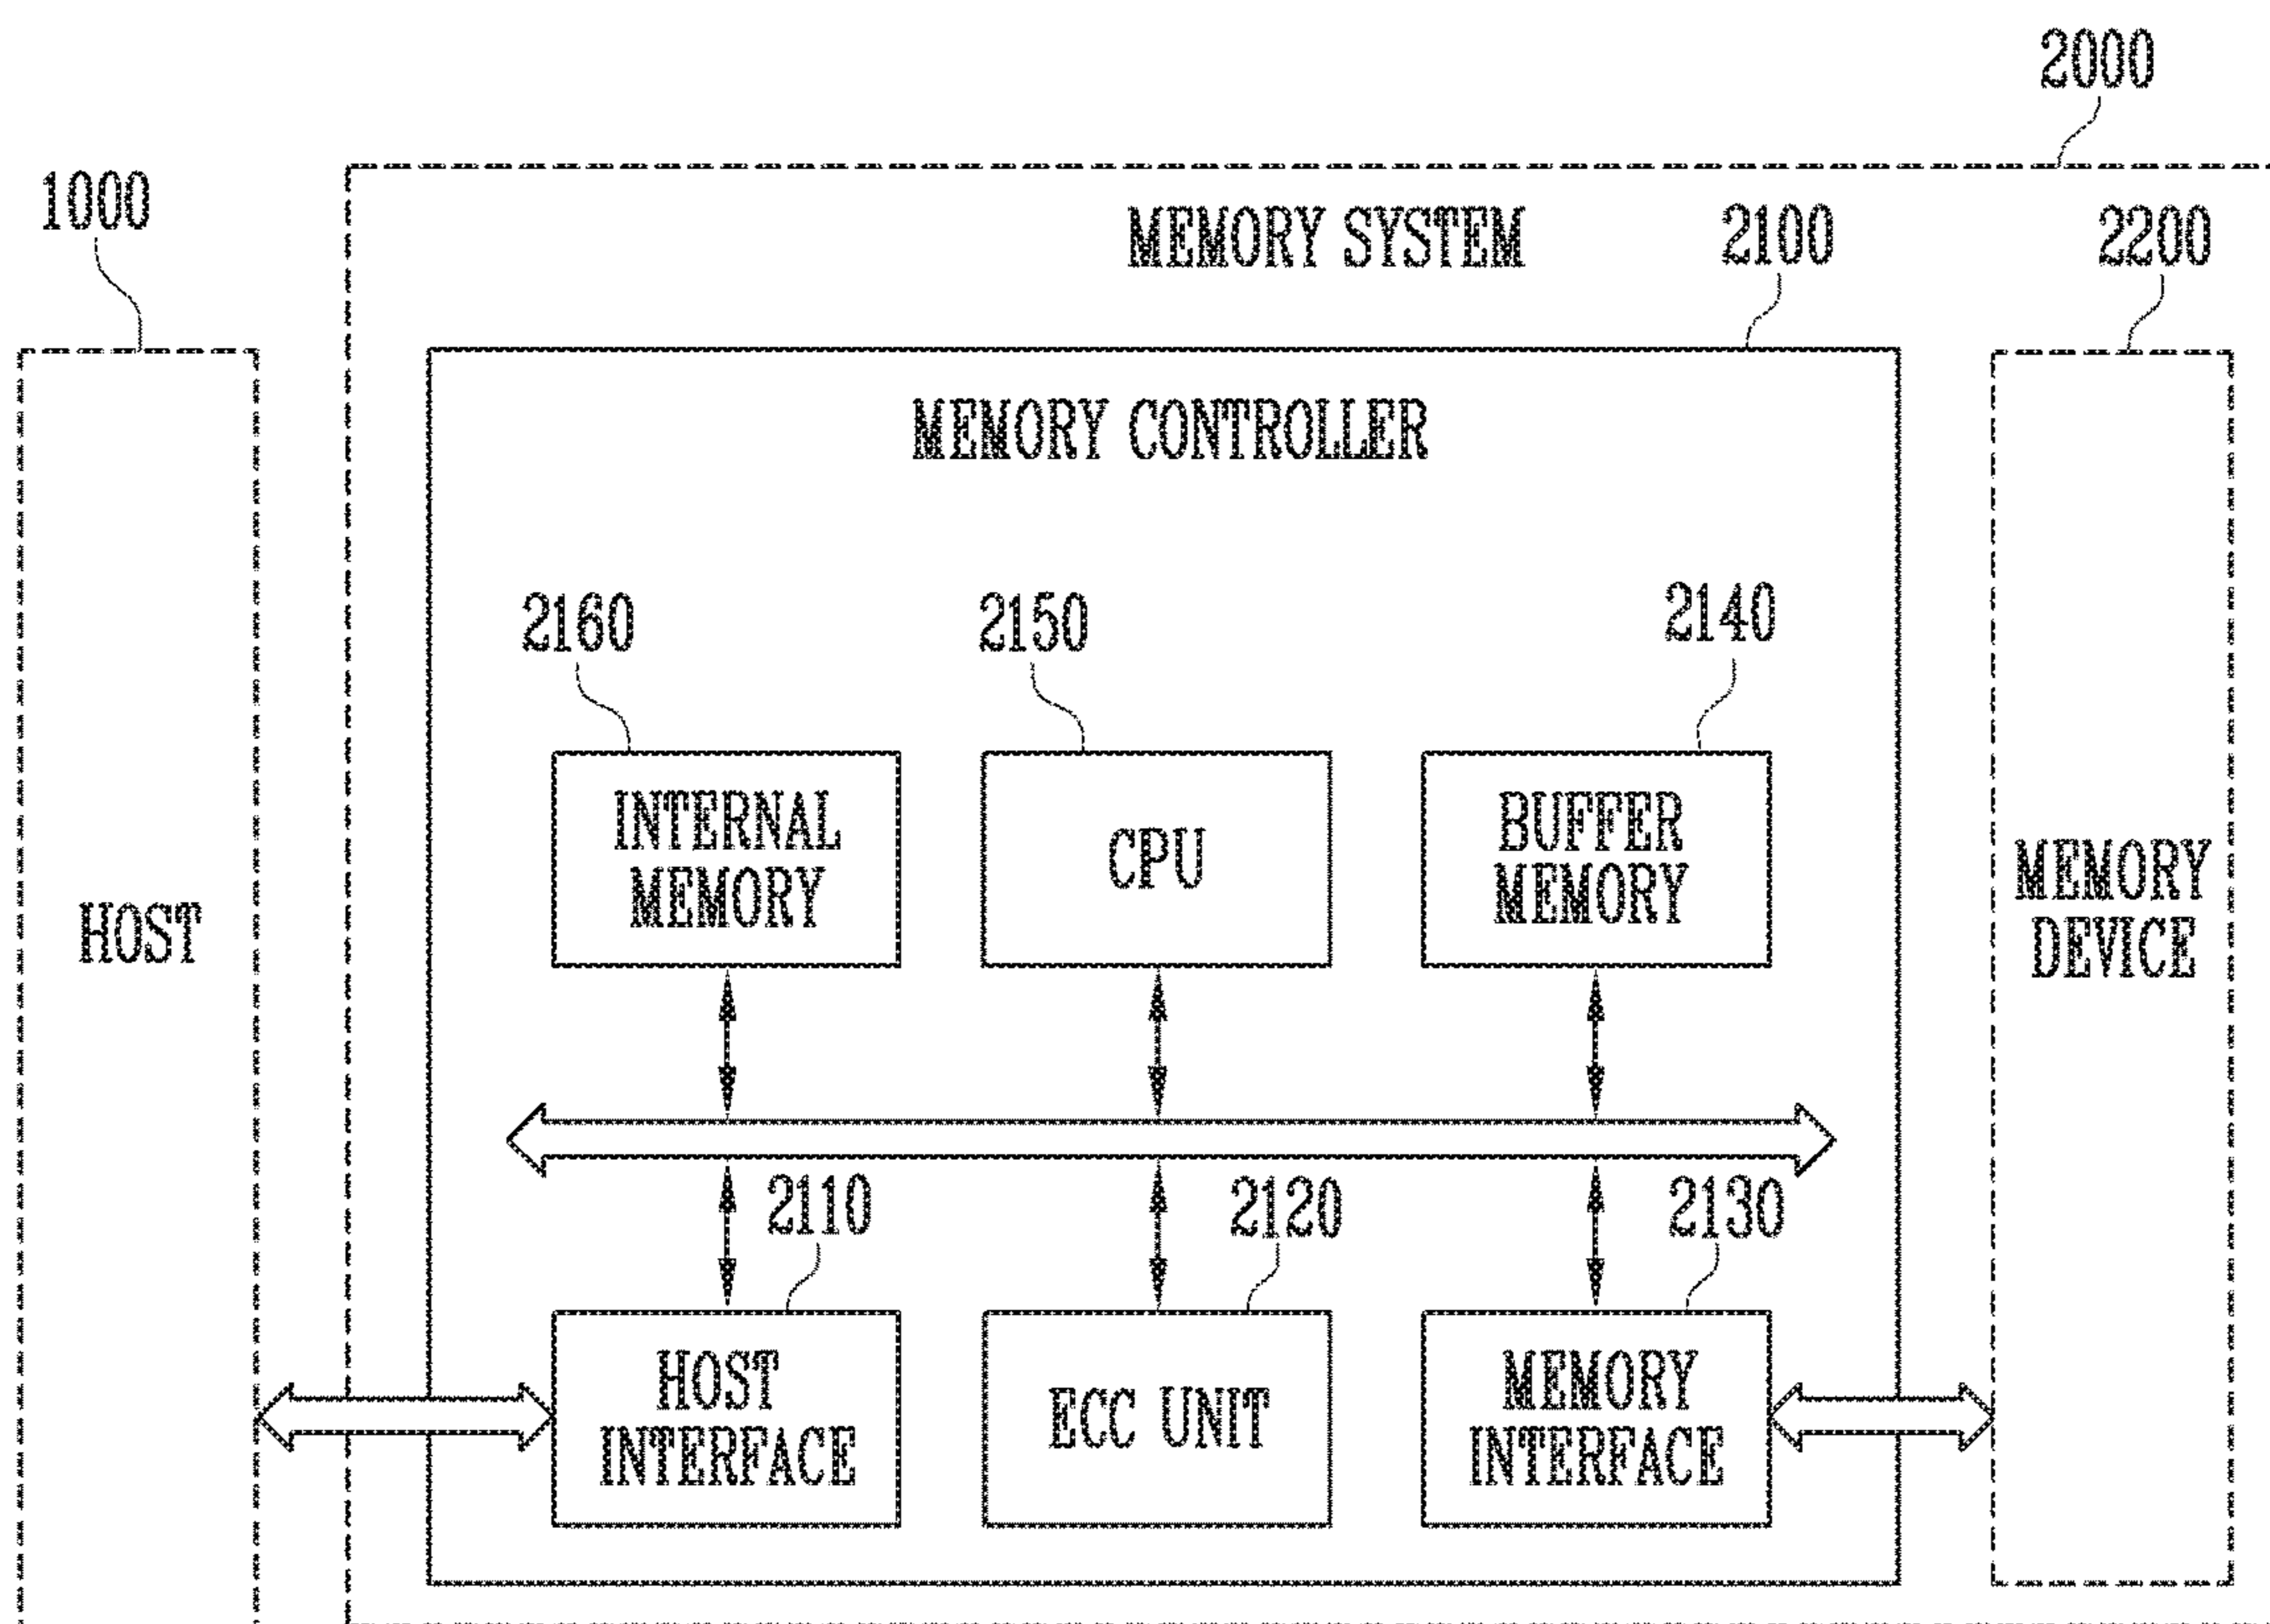 2000
1000
MEMORY SYSTEM
2100
2200
MEMORY CONTROLLER
2160
2150
2140
INTERNAL
MEMORY
CPU
BUFFER
MEMORY
HOST
MEMORY
DEVICE
2110
2120
2130
HOST
INTERFACE
ECC UNIT
MEMORY
INTERFACE